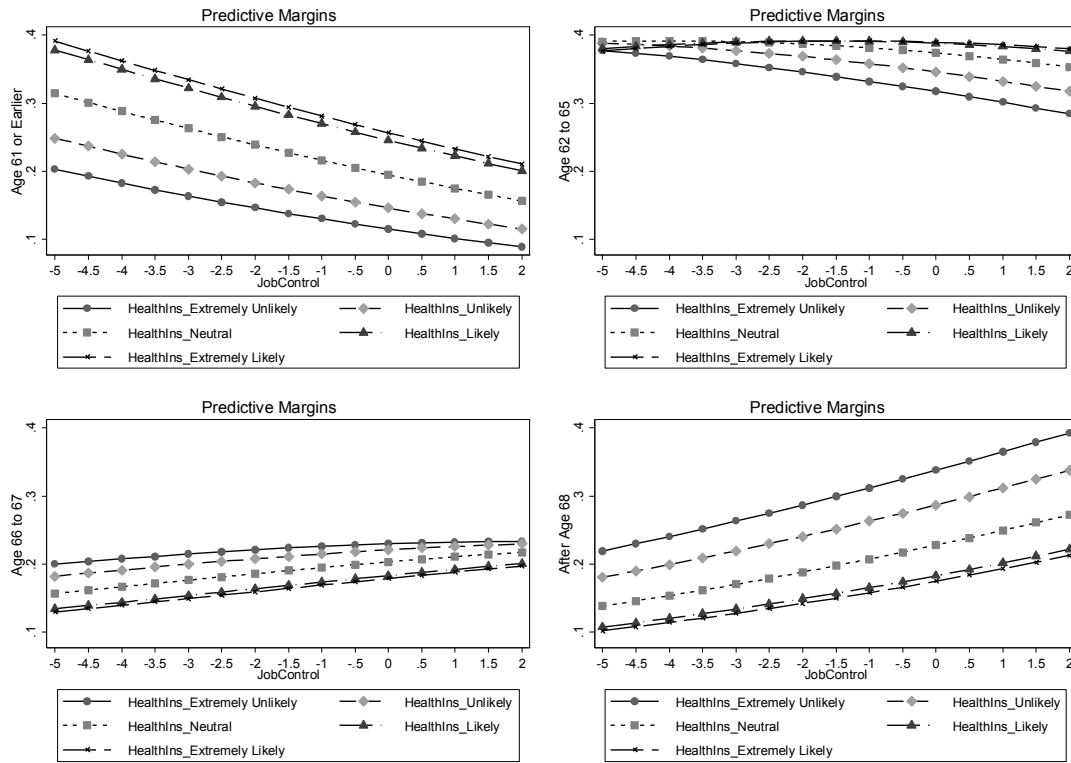 Predictive Margins
Age 61 or Earlier
.4
.3
.2
.1
-5 -4.5 -4 -3.5 -3 -2.5 -2 -1.5 -1 -.5 0 .5 1 1.5 2
JobControl
HealthIns_Extremely Unlikely HealthIns_Unlikely
HealthIns_Neutral HealthIns_Likely
HealthIns_Extremely Likely
Predictive Margins
Age 62 to 65
.4
.3
.2
.1
-5 -4.5 -4 -3.5 -3 -2.5 -2 -1.5 -1 -.5 0 .5 1 1.5 2
JobControl
HealthIns_Extremely Unlikely HealthIns_Unlikely
HealthIns_Neutral HealthIns_Likely
HealthIns_Extremely Likely
Predictive Margins
Age 66 to 67
.4
.3
.2
.1
-5 -4.5 -4 -3.5 -3 -2.5 -2 -1.5 -1 -.5 0 .5 1 1.5 2
JobControl
HealthIns_Extremely Unlikely HealthIns_Unlikely
HealthIns_Neutral HealthIns_Likely
HealthIns_Extremely Likely
Predictive Margins
After Age 68
.4
.3
.2
.1
-5 -4.5 -4 -3.5 -3 -2.5 -2 -1.5 -1 -.5 0 .5 1 1.5 2
JobControl
HealthIns_Extremely Unlikely HealthIns_Unlikely
HealthIns_Neutral HealthIns_Likely
HealthIns_Extremely Likely